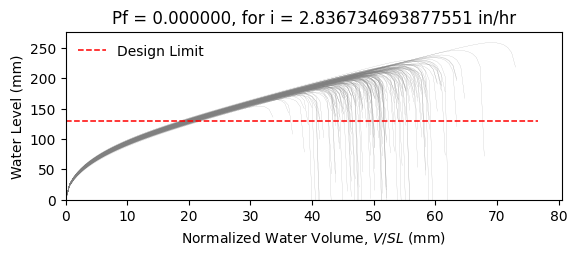 Pf = 0.000000, for i = 2.836734693877551 in/hr
Design Limit
Water Level (mm)
250
200
150
100
50
0
0 10 20 30 40 50 60 70 80
Normalized Water Volume, V/SL (mm)